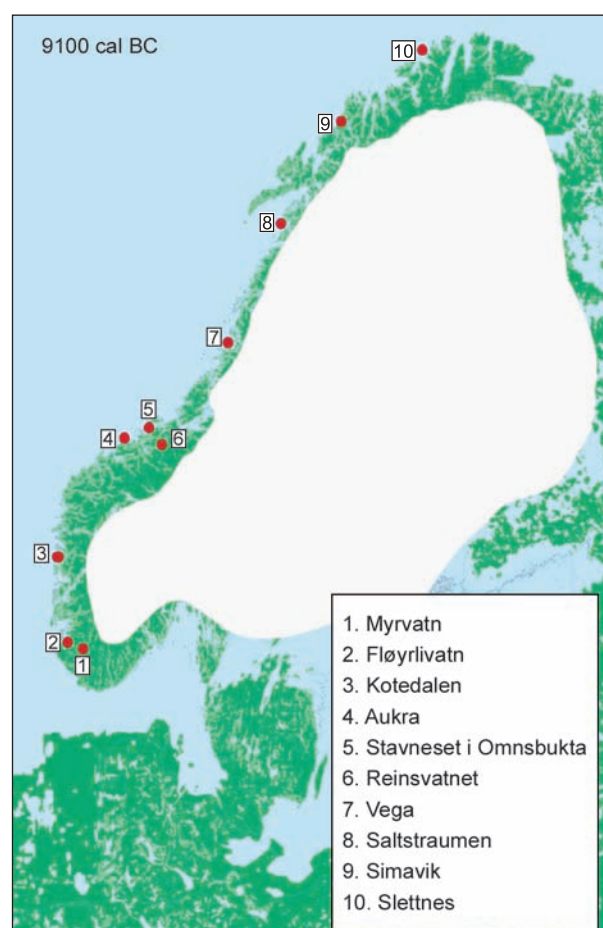 9100 cal BC
10
9
8
7
5
4
6
3
2
1
1. Myrvatn
2. Fløyrlivatn
3. Kotedalen
4. Aukra
5. Stavneset i Omnsbukta
6. Reinsvatnet
7. Vega
8. Saltstraumen
9. Simavik
10. Slettnes